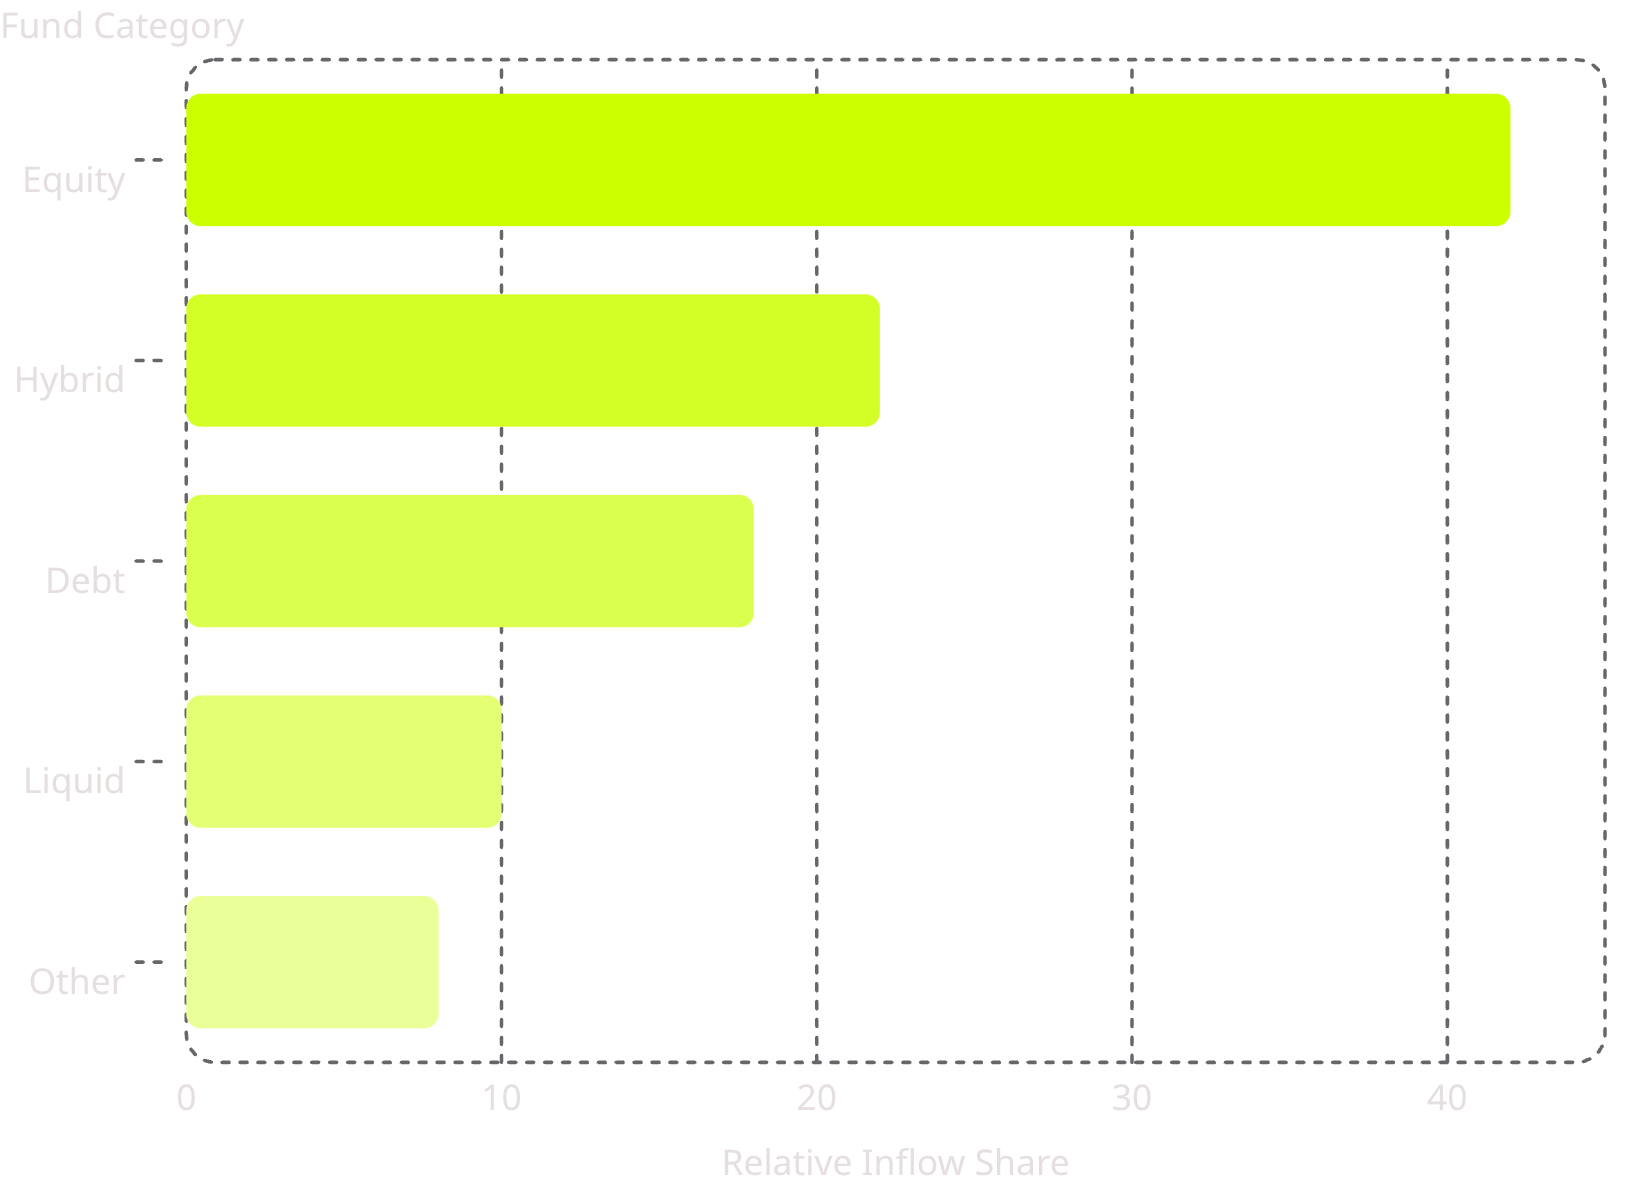 Fund Category
Equity
Hybrid
Debt
Liquid
Other
0 10 20 30 40
Relative Inflow Share